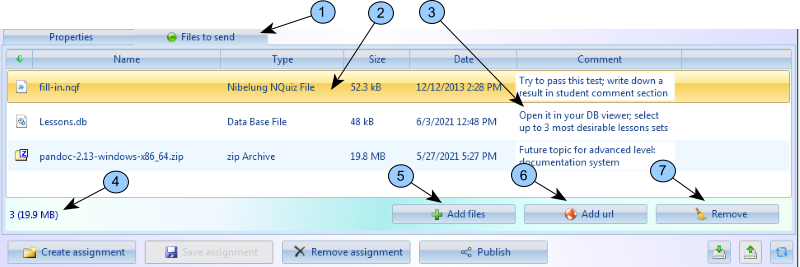 1
2
3
Properties
Files to send
Name Type Size Date Comment
fill-in.nqf Nibelung NQuiz File 52.3 kB 12/12/2013 2:28 PM Try to pass this test; write down a
result in student comment section
Lessons.db Data Base File 48 kB 6/3/2021 12:48 PM Open it in your DB viewer; select
up to 3 most desirable lessons sets
pandoc-2.13-windows-x86_64.zip zip Archive 19.8 MB 5/27/2021 5:27 PM Future topic for advanced level:
documentation system
4
5
6
7
3 (19.9 MB)
Add files
Add url
Remove
Create assignment
Save assignment
Remove assignment
Publish